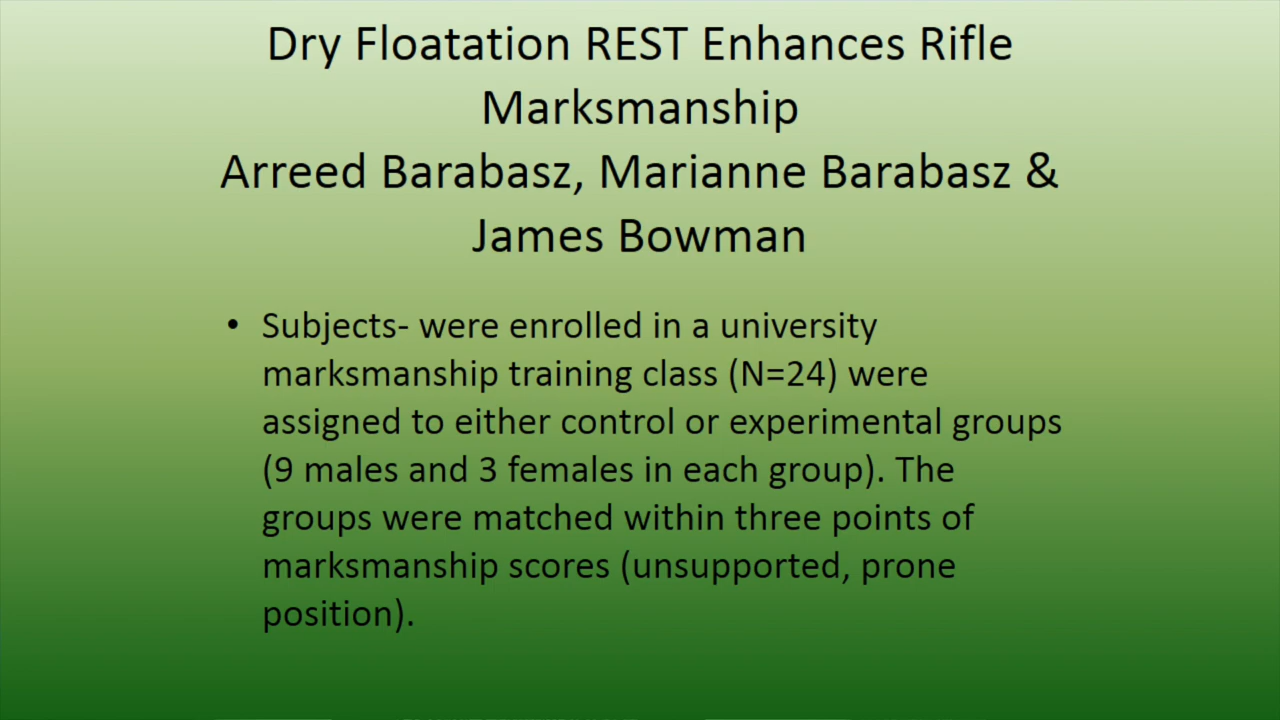 Dry Floatation REST Enhances Rifle
Marksmanship
Arreed Barabasz, Marianne Barabasz &
James Bowman
• Subjects- were enrolled in a university
marksmanship training class (N=24) were
assigned to either control or experimental groups
(9 males and 3 females in each group). The
groups were matched within three points of
marksmanship scores (unsupported, prone
position).